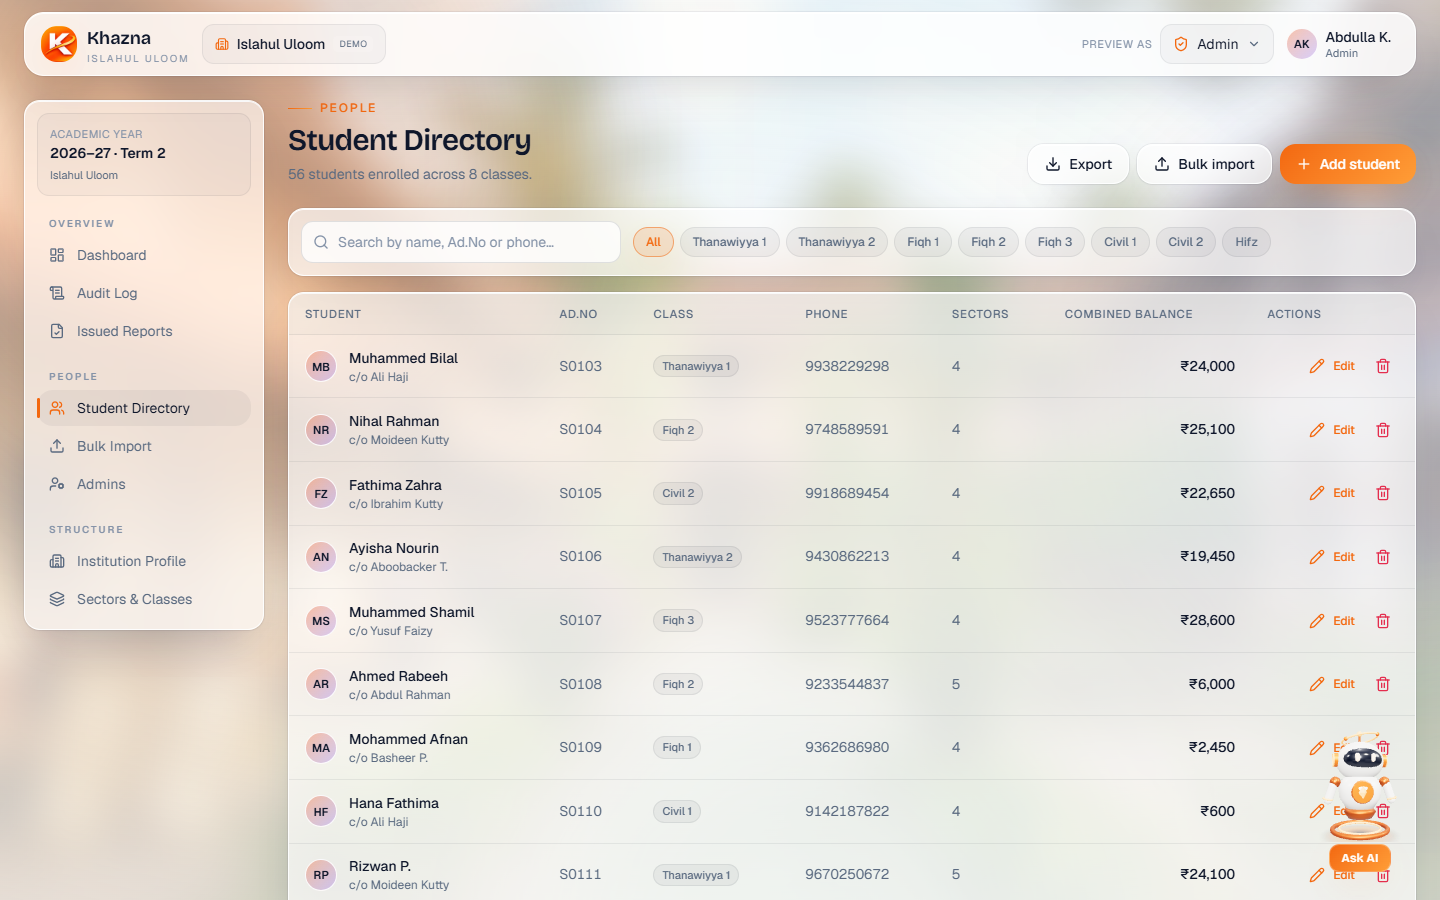 Khazna
ISLAHUL ULOOM
Islahul Uloom DEMO
PREVIEW AS
Admin
AK
Abdulla K.
Admin
ACADEMIC YEAR
2026–27 · Term 2
Islahul Uloom
OVERVIEW
Dashboard
Audit Log
Issued Reports
PEOPLE
Student Directory
Bulk Import
Admins
STRUCTURE
Institution Profile
Sectors & Classes
PEOPLE
Student Directory
56 students enrolled across 8 classes.
Export
Bulk import
Add student
Search by name, Ad.No or phone...
All Thanawiyya 1 Thanawiyya 2 Fiqh 1 Fiqh 2 Fiqh 3 Civil 1 Civil 2 Hifz
STUDENT AD.NO CLASS PHONE SECTORS COMBINED BALANCE ACTIONS
MB Muhammed Bilal S0103 Thanawiyya 1 9938229298 4 ₹24,000 Edit
c/o Ali Haji
NR Nihal Rahman S0104 Fiqh 2 9748589591 4 ₹25,100 Edit
c/o Moideen Kutty
FZ Fathima Zahra S0105 Civil 2 9918689454 4 ₹22,650 Edit
c/o Ibrahim Kutty
AN Ayisha Nourin S0106 Thanawiyya 2 9430862213 4 ₹19,450 Edit
c/o Aboobacker T.
MS Muhammed Shamil S0107 Fiqh 3 9523777664 4 ₹28,600 Edit
c/o Yusuf Faizy
AR Ahmed Rabeeh S0108 Fiqh 2 9233544837 5 ₹6,000 Edit
c/o Abdul Rahman
MA Mohammed Afnan S0109 Fiqh 1 9362686980 4 ₹2,450
c/o Basheer P.
HF Hana Fathima S0110 Civil 1 9142187822 4 ₹600
c/o Ali Haji
RP Rizwan P. S0111 Thanawiyya 1 9670250672 5 ₹24,100 Edit
c/o Moideen Kutty
Ask AI